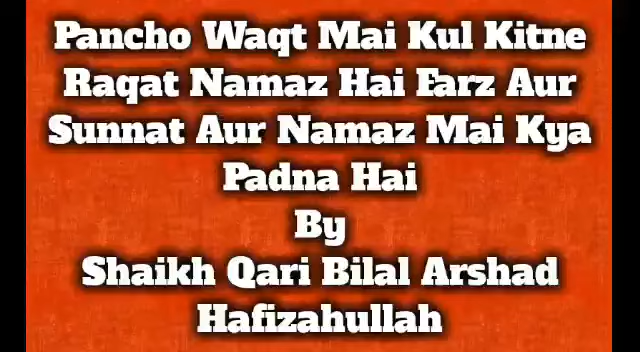 Pancho Waqt Mai Kul Kitne
Raqat Namaz Hai Farz Aur
Sunnat Aur Namaz Mai Kya
Padna Hai
By
Shaikh Qari Bilal Arshad
Hafizahullah